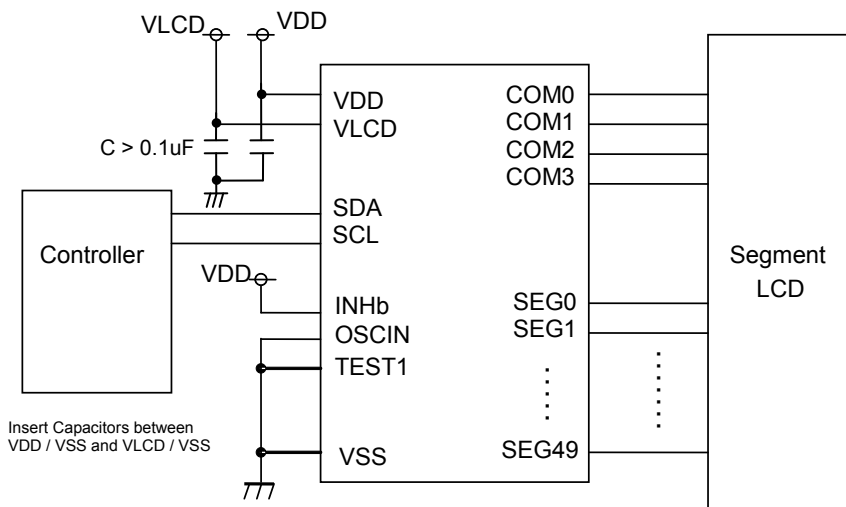 VLCD
VDD
VDD
VLCD
C > 0.1uF
SDA
SCL
Controller
VDD
INHb
OSCIN
TEST1
VSS
Insert Capacitors between
VDD / VSS and VLCD / VSS
COM0
COM1
COM2
COM3
SEG0
SEG1
SEG49
Segment
LCD